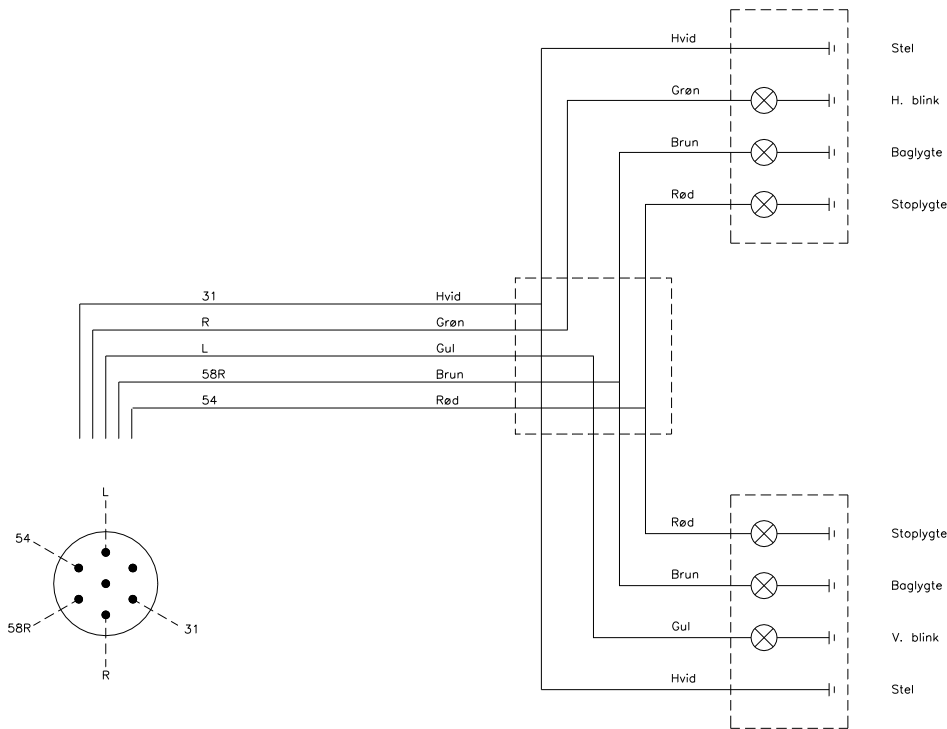 Hvid
Stel
Grøn
H. blink
Brun
Baglygte
Rød
Stoplygte
31
Hvid
R
Grøn
L
Gul
58R
Brun
54
Rød
L
54
58R
31
R
Rød
Stoplygte
Brun
Baglygte
Gul
V. blink
Hvid
Stel